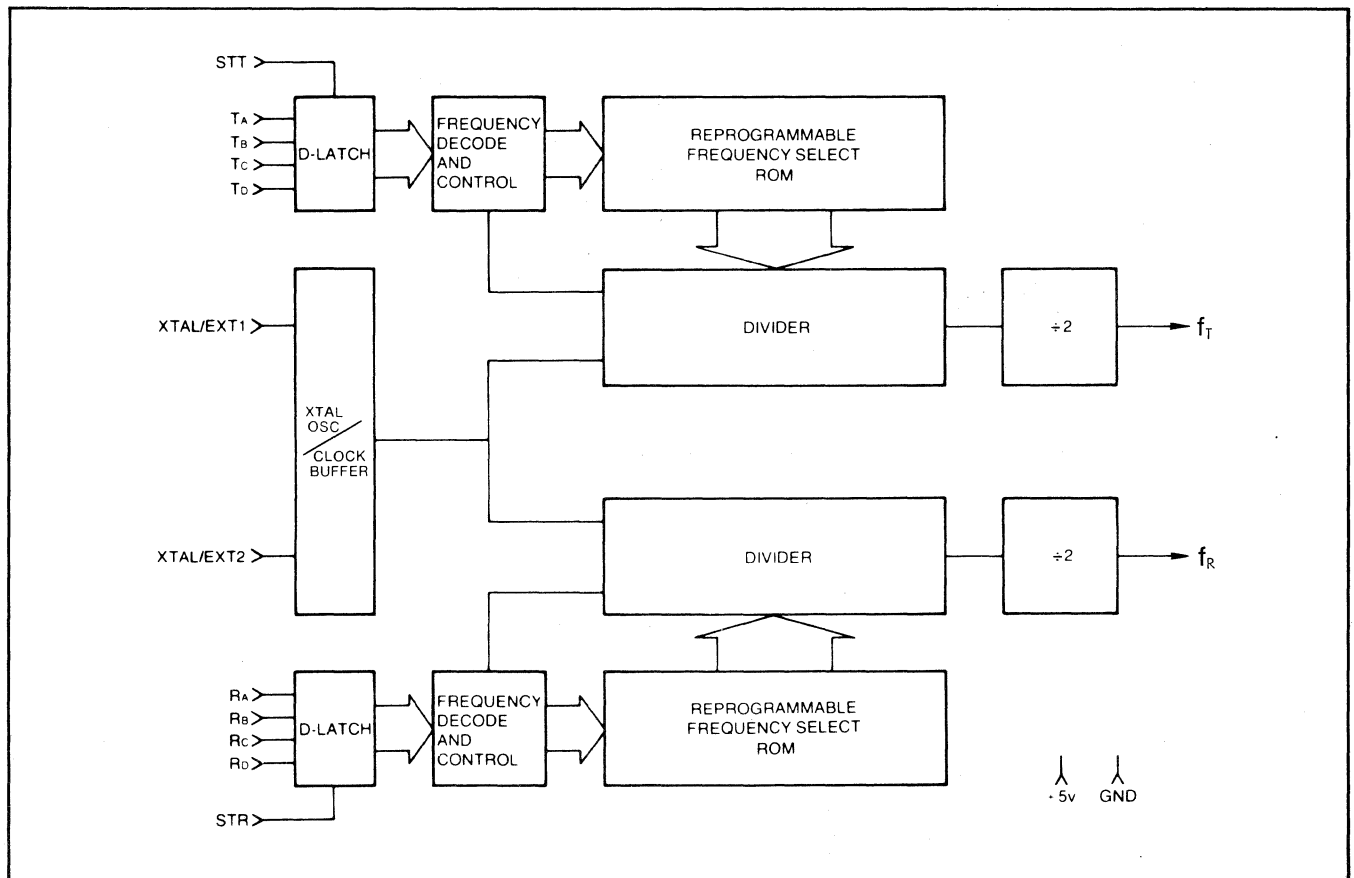 STT
TA
TB
TC
TD
D-LATCH
FREQUENCY
DECODE
AND
CONTROL
REPROGRAMMABLE
FREQUENCY SELECT
ROM
XTAL/EXT1
XTAL
OSC
CLOCK
BUFFER
DIVIDER
÷2
fT
XTAL/EXT2
DIVIDER
÷2
fR
RA
RB
RC
RD
D-LATCH
FREQUENCY
DECODE
AND
CONTROL
REPROGRAMMABLE
FREQUENCY SELECT
ROM
STR
+5v
GND